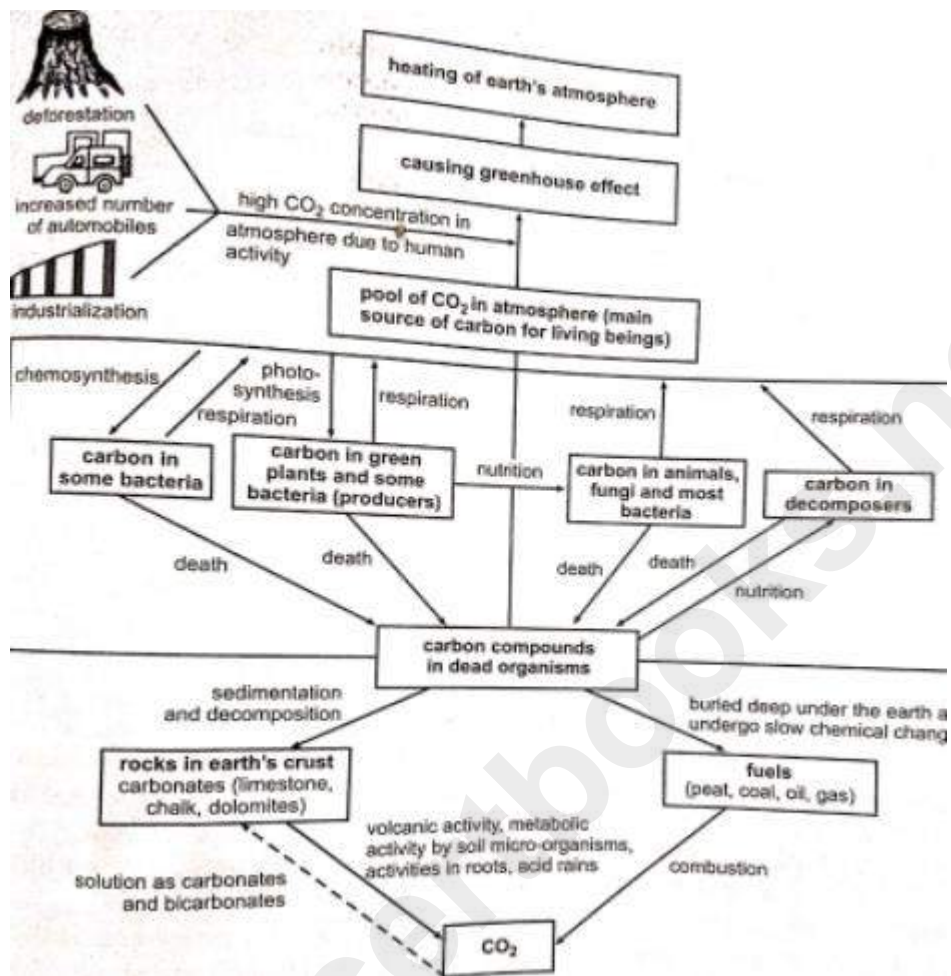 heating of earth's atmosphere
deforestation
causing greenhouse effect
increased number
of automobiles
high CO₂ concentration in
atmosphere due to human
activity
industrialization
pool of CO₂ in atmosphere (main
source of carbon for living beings)
chemosynthesis
respiration
photo-
synthesis
respiration
respiration
respiration
carbon in
some bacteria
carbon in green
plants and some
bacteria (producers)
nutrition
carbon in animals,
fungi and most
bacteria
carbon in
decomposers
death
death
death
death
nutrition
carbon compounds
in dead organisms
sedimentation
and decomposition
buried deep under the earth a
undergo slow chemical chang
rocks in earth's crust
carbonates (limestone,
chalk, dolomites)
fuels
(peat, coal, oil, gas)
volcanic activity, metabolic
activity by soil micro-organisms,
activities in roots, acid rains
combustion
solution as carbonates
and bicarbonates
CO₂